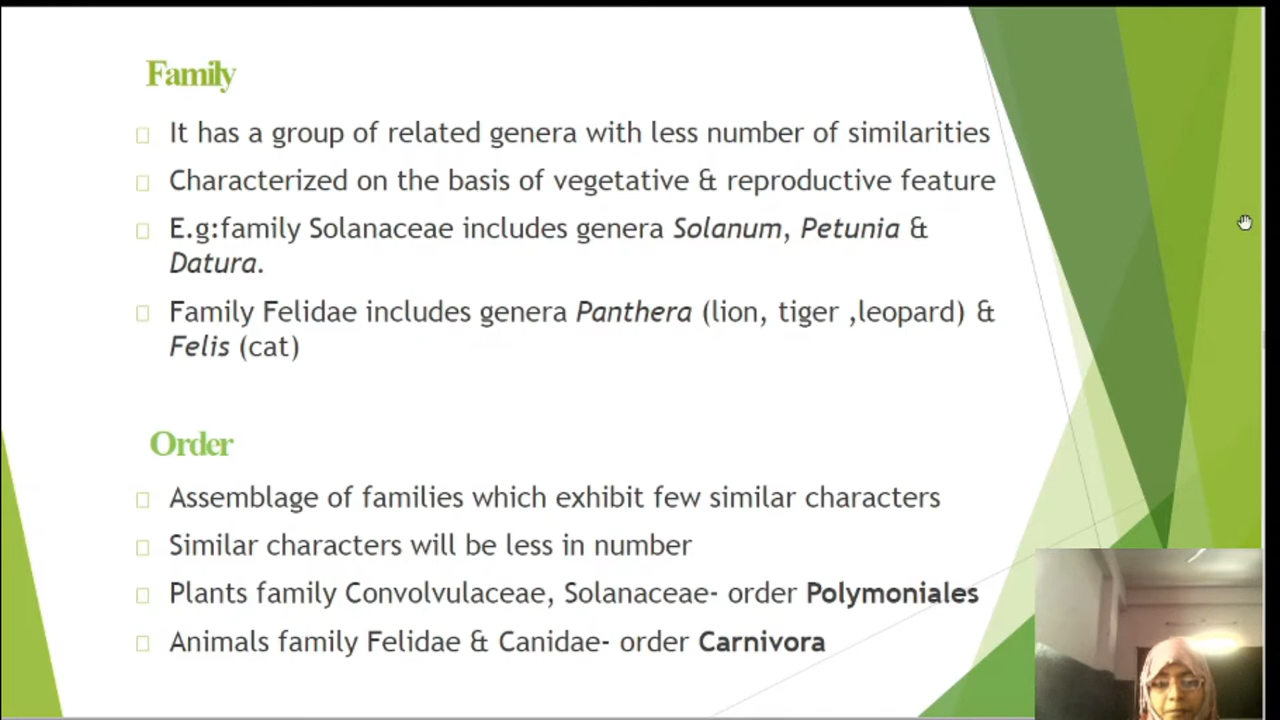 Family
It has a group of related genera with less number of similarities
Characterized on the basis of vegetative & reproductive feature
E.g:family Solanaceae includes genera Solanum, Petunia &
Datura.
Family Felidae includes genera Panthera (lion, tiger ,leopard) &
Felis (cat)
Order
Assemblage of families which exhibit few similar characters
Similar characters will be less in number
Plants family Convolvulaceae, Solanaceae- order Polymoniales
Animals family Felidae & Canidae- order Carnivora